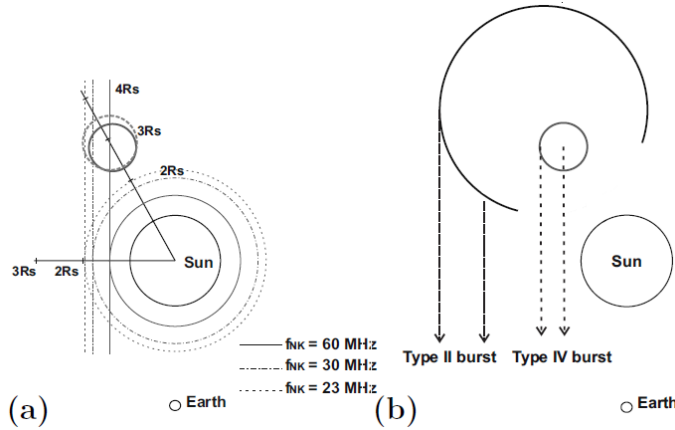 4Rs
3Rs
2Rs
Sun
3Rs
2Rs
fNK = 60 MHz
fNK = 30 MHz
fNK = 23 MHz
Earth
(a)
Sun
Type II burst
Type IV burst
Earth
(b)